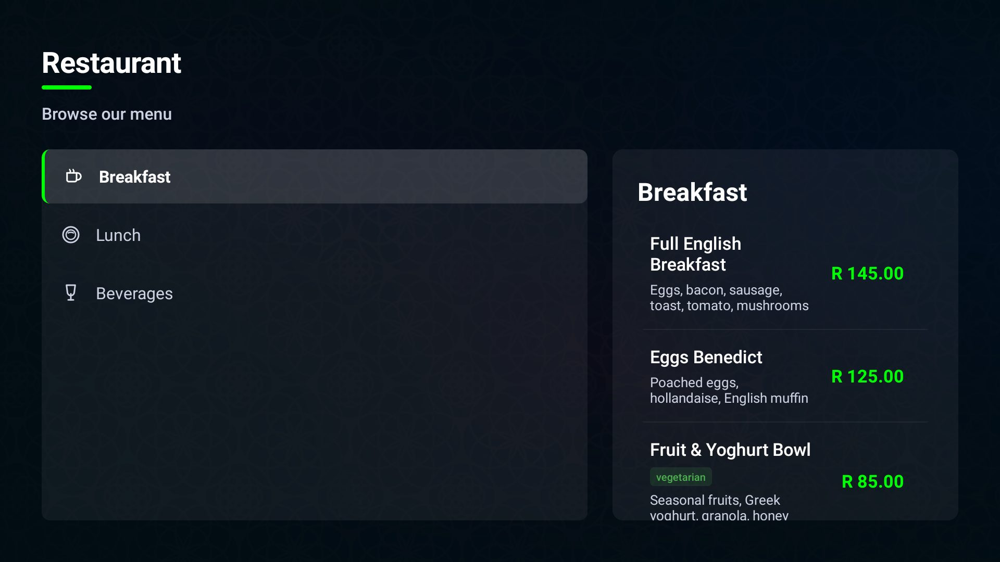 Restaurant
Browse our menu
Breakfast
Lunch
Beverages
Breakfast
Full English
Breakfast
R 145.00
Eggs, bacon, sausage,
toast, tomato, mushrooms
Eggs Benedict
R 125.00
Poached eggs,
hollandaise, English muffin
Fruit & Yoghurt Bowl
vegetarian
R 85.00
Seasonal fruits, Greek
yoghurt, granola, honey